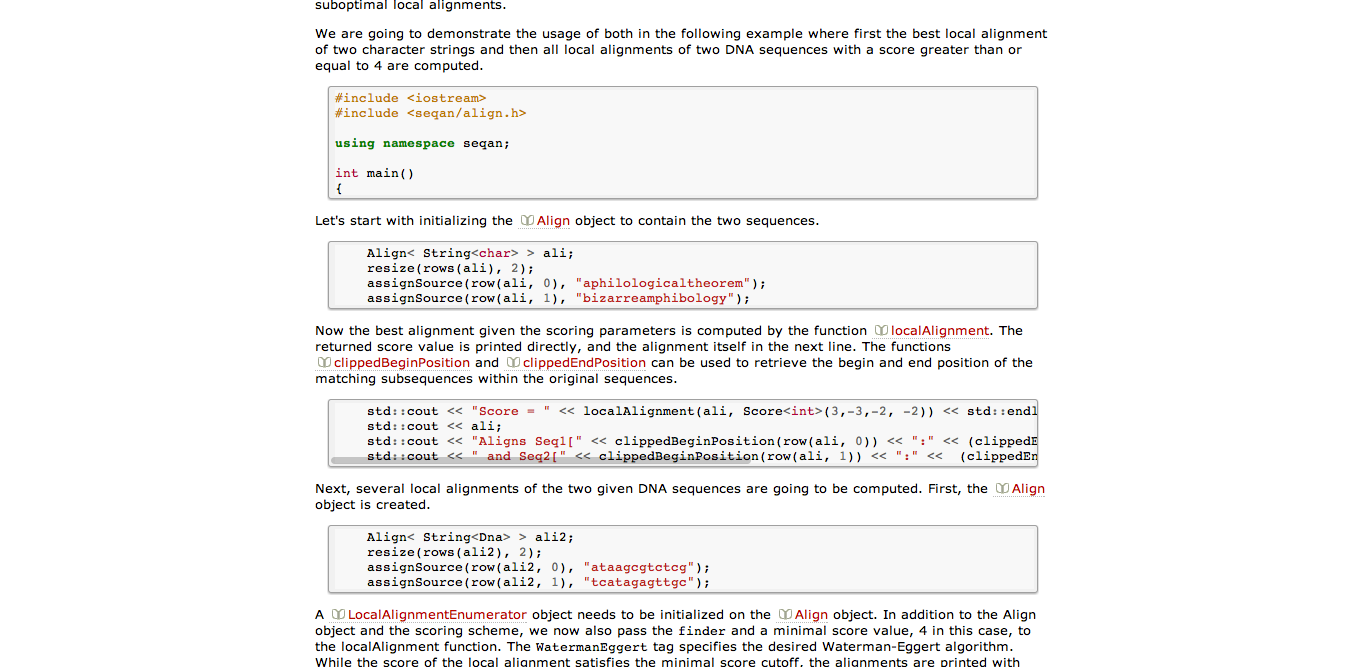 suboptimal local alignments.
We are going to demonstrate the usage of both in the following example where first the best local alignment
of two character strings and then all local alignments of two DNA sequences with a score greater than or
equal to 4 are computed.
#include <iostream>
#include <seqan/align.h>
using namespace seqan;
int main()
{
Let's start with initializing the Align object to contain the two sequences.
Align< String<char> > ali;
resize(rows(ali), 2);
assignSource(row(ali, 0), "aphilologicaltheorem");
assignSource(row(ali, 1), "bizarreamphibology");
Now the best alignment given the scoring parameters is computed by the function localAlignment. The
returned score value is printed directly, and the alignment itself in the next line. The functions
clippedBeginPosition and clippedEndPosition can be used to retrieve the begin and end position of the
matching subsequences within the original sequences.
std::cout << "Score = " << localAlignment(ali, Score<int>(3,-3,-2, -2)) << std::endl
std::cout << ali;
std::cout << "Aligns Seq1[" << clippedBeginPosition(row(ali, 0)) << ":" << (clippedE
std::cout << " and Seq2[" << clippedBeginPosition(row(ali, 1)) << ":" << (clippedEn
Next, several local alignments of the two given DNA sequences are going to be computed. First, the Align
object is created.
Align< String<Dna> > ali2;
resize(rows(ali2), 2);
assignSource(row(ali2, 0), "ataagcgtctcg");
assignSource(row(ali2, 1), "tcatagagttgc");
A LocalAlignmentEnumerator object needs to be initialized on the Align object. In addition to the Align
object and the scoring scheme, we now also pass the finder and a minimal score value, 4 in this case, to
the localAlignment function. The WatermanEggert tag specifies the desired Waterman-Eggert algorithm.
While the score of the local alignment satisfies the minimal score cutoff, the alignments are printed with